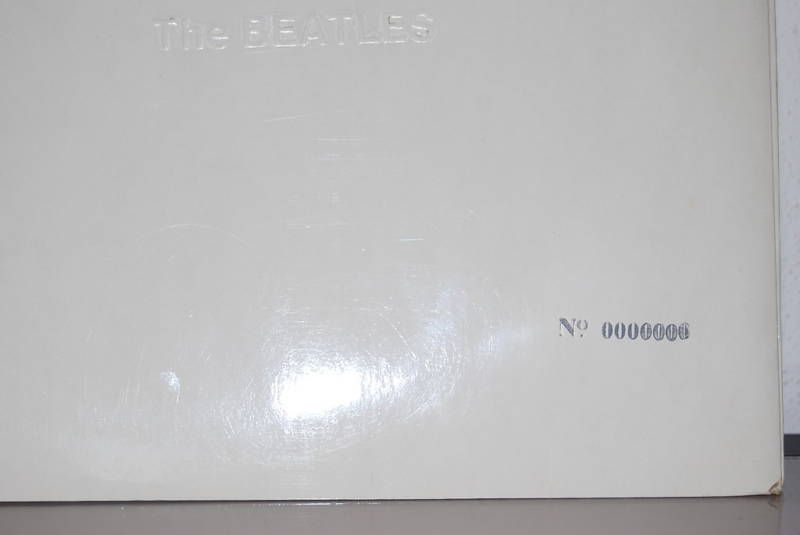 The BEATLES
No. 0000006